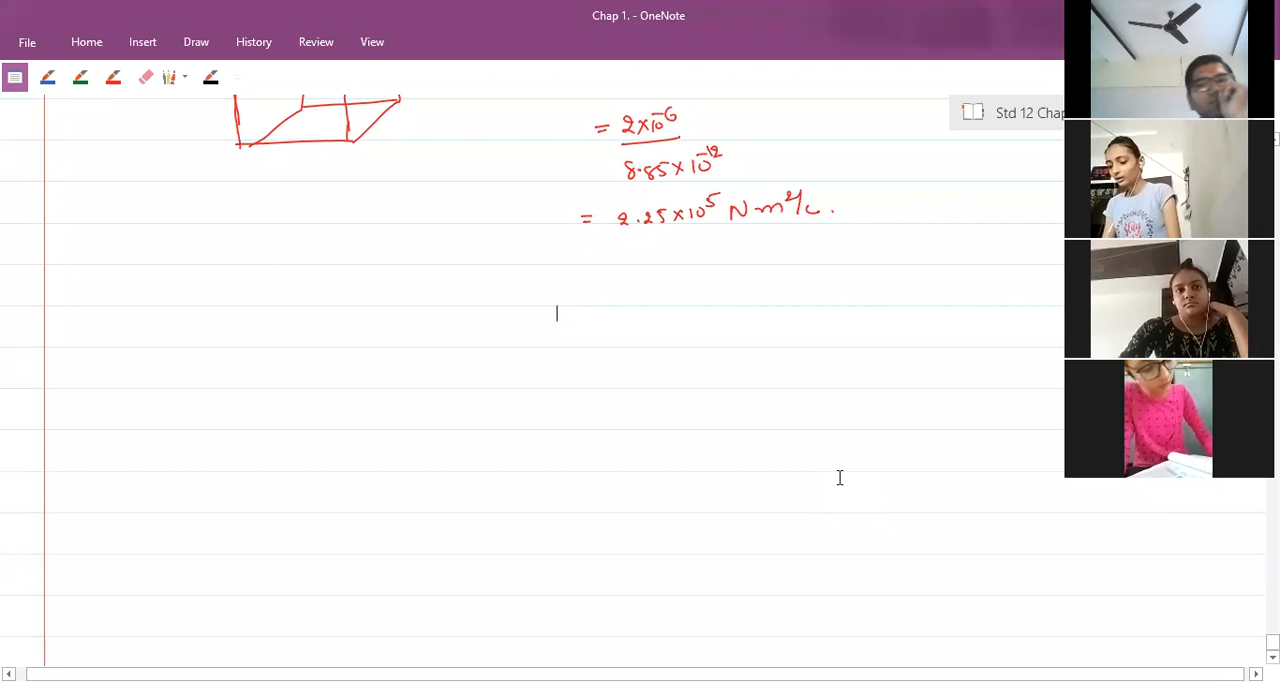 Chap 1. - OneNote
File Home Insert Draw History Review View
Std 12 Chap
= 2×10⁻⁶
8.85×10⁻¹²
= 2.25×10⁵ N m²/C.